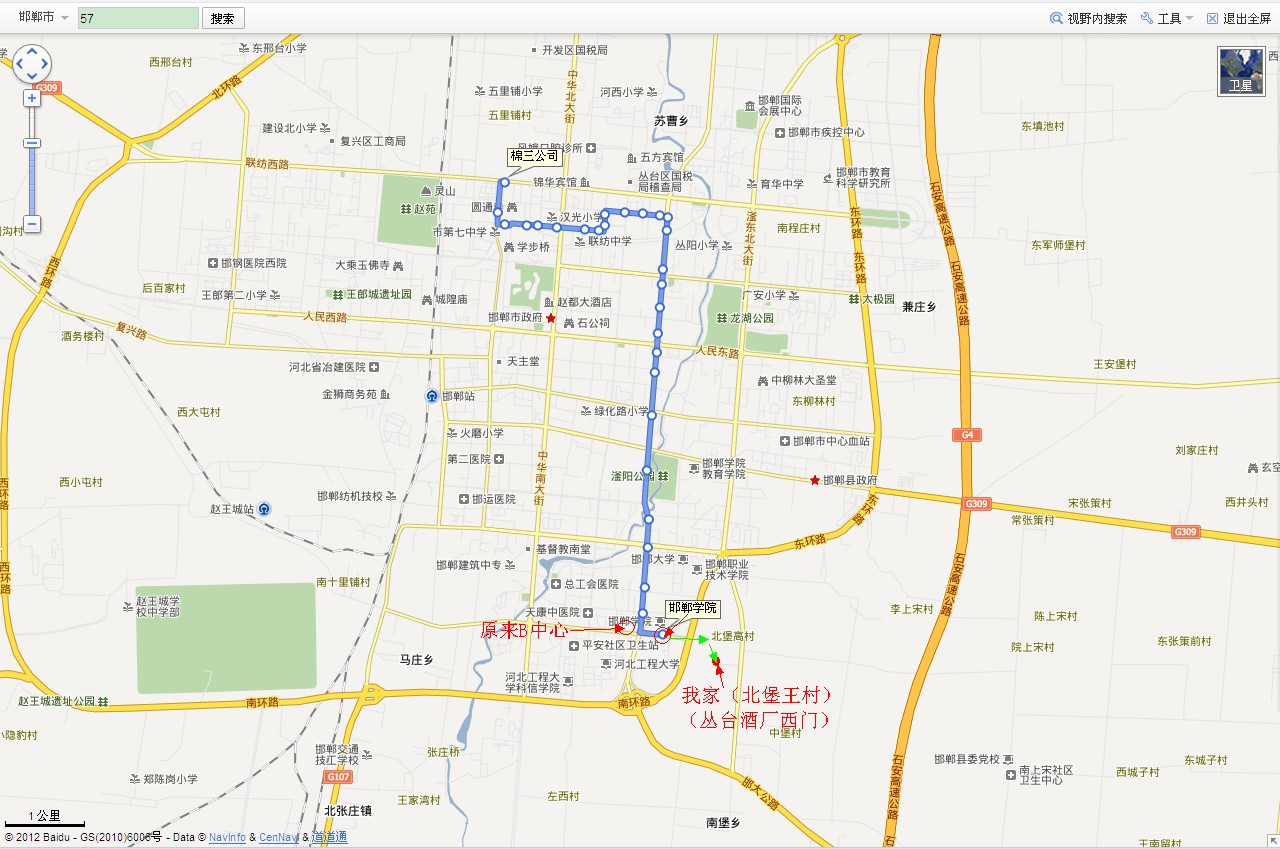 邯郸市
57
搜索
视野内搜索
工具
退出全屏
东邢台小学
开发区国税局
西邢台村
G309
北环路
中华北大街
五里铺小学
河西小学
五里铺村
苏曹乡
邯郸国际
会展中心
卫星
建设北小学
复兴区工商局
邯郸市疾控中心
东填池村
联纺西路
棉三公司
五方宾馆
丛台区国税
局稽查局
锦华宾馆
育华中学
邯郸市教育
科学研究所
灵山
赵苑
汉光小学
滏东北大街
东环路
石安高速公路
市第七中学
学步桥
联纺中学
丛阳小学
南程庄村
东军师堡村
邯钢医院西院
大乘玉佛寺
西环路
后百家村
王郎第二小学
王郎城遗址园
城隍庙
赵都大酒店
广安小学
太极园
兼庄乡
人民西路
邯郸市政府
石公祠
龙湖公园
酒务楼村
复兴路
人民东路
天主堂
河北省冶建医院
王安堡村
金狮商务苑
邯郸站
中柳林大圣堂
西大屯村
绿化路小学
东柳林村
火磨小学
邯郸市中心血站
G4
第二医院
中华南大街
刘家庄村
滏阳公园
邯郸学院
教育学院
邯郸县政府
西小屯村
邯郸纺机技校
邯运医院
赵王城站
G309
宋张策村
西井头村
常张策村
G309
东环路
基督教南堂
邯郸大学
邯郸建筑中专
邯郸职业
技术学院
南十里铺村
总工会医院
赵王城学
校中学部
天康中医院
邯郸学院
邯郸学院
李上宋村
陈上宋村
原来B中心
北堡高村
平安社区卫生站
院上宋村
东张策前村
马庄乡
河北工程大学
河北工程大
学科信学院
我家（北堡王村）
（丛台酒厂西门）
赵王城遗址公园
南环路
南环路
中堡村
小隐豹村
张庄桥
邯郸交通
技工学校
邯郸县委党校
东城子村
郑陈岗小学
G107
南上宋社区
卫生中心
西城子村
邯大公路
石安高速公路
王家湾村
左西村
北张庄镇
南堡乡
1 公里
© 2012 Baidu - GS(2010)6006号 - Data © NavInfo & CenNavi & 道道通
王南留村